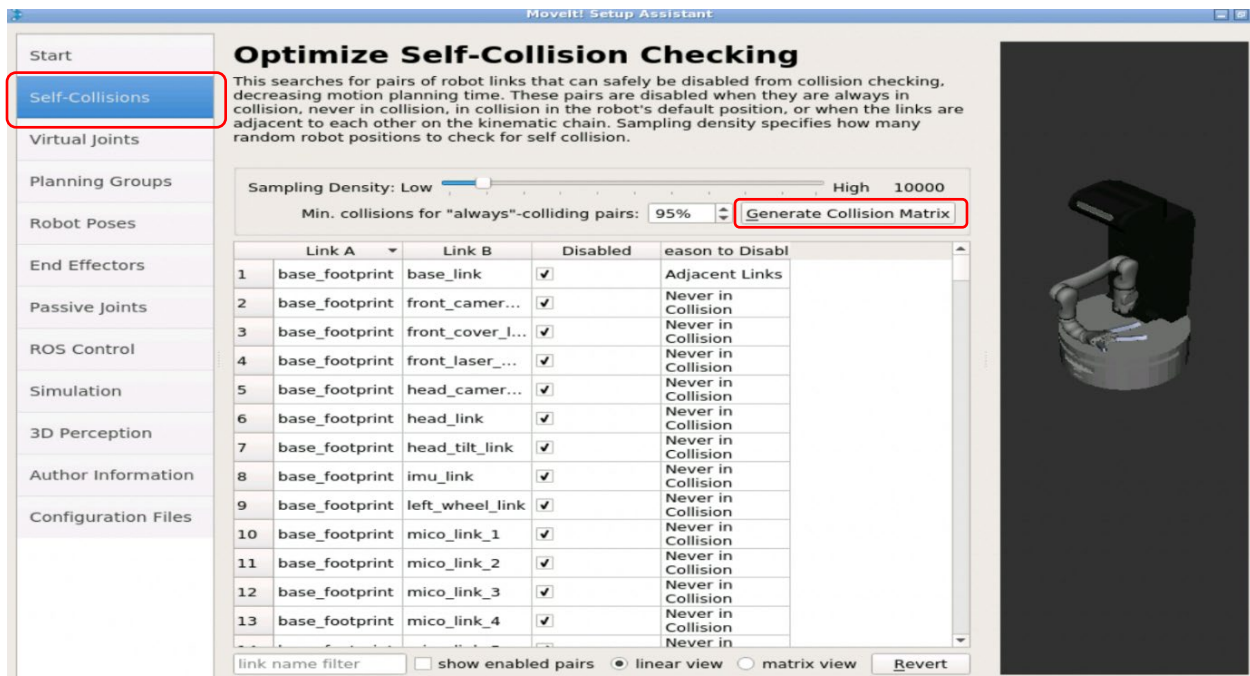 MoveIt! Setup Assistant
Start
Self-Collisions
Virtual Joints
Planning Groups
Robot Poses
End Effectors
Passive Joints
ROS Control
Simulation
3D Perception
Author Information
Configuration Files
Optimize Self-Collision Checking
This searches for pairs of robot links that can safely be disabled from collision checking,
decreasing motion planning time. These pairs are disabled when they are always in
collision, never in collision, in collision in the robot's default position, or when the links are
adjacent to each other on the kinematic chain. Sampling density specifies how many
random robot positions to check for self collision.
Sampling Density: Low High 10000
Min. collisions for "always"-colliding pairs: 95% Generate Collision Matrix
Link A Link B Disabled eason to Disabl
1 base_footprint base_link Adjacent Links
2 base_footprint front_camer... Never in
Collision
3 base_footprint front_cover_l... Never in
Collision
4 base_footprint front_laser_... Never in
Collision
5 base_footprint head_camer... Never in
Collision
6 base_footprint head_link Never in
Collision
7 base_footprint head_tilt_link Never in
Collision
8 base_footprint imu_link Never in
Collision
9 base_footprint left_wheel_link Never in
Collision
10 base_footprint mico_link_1 Never in
Collision
11 base_footprint mico_link_2 Never in
Collision
12 base_footprint mico_link_3 Never in
Collision
13 base_footprint mico_link_4 Never in
Collision
Never in
link name filter show enabled pairs linear view matrix view Revert